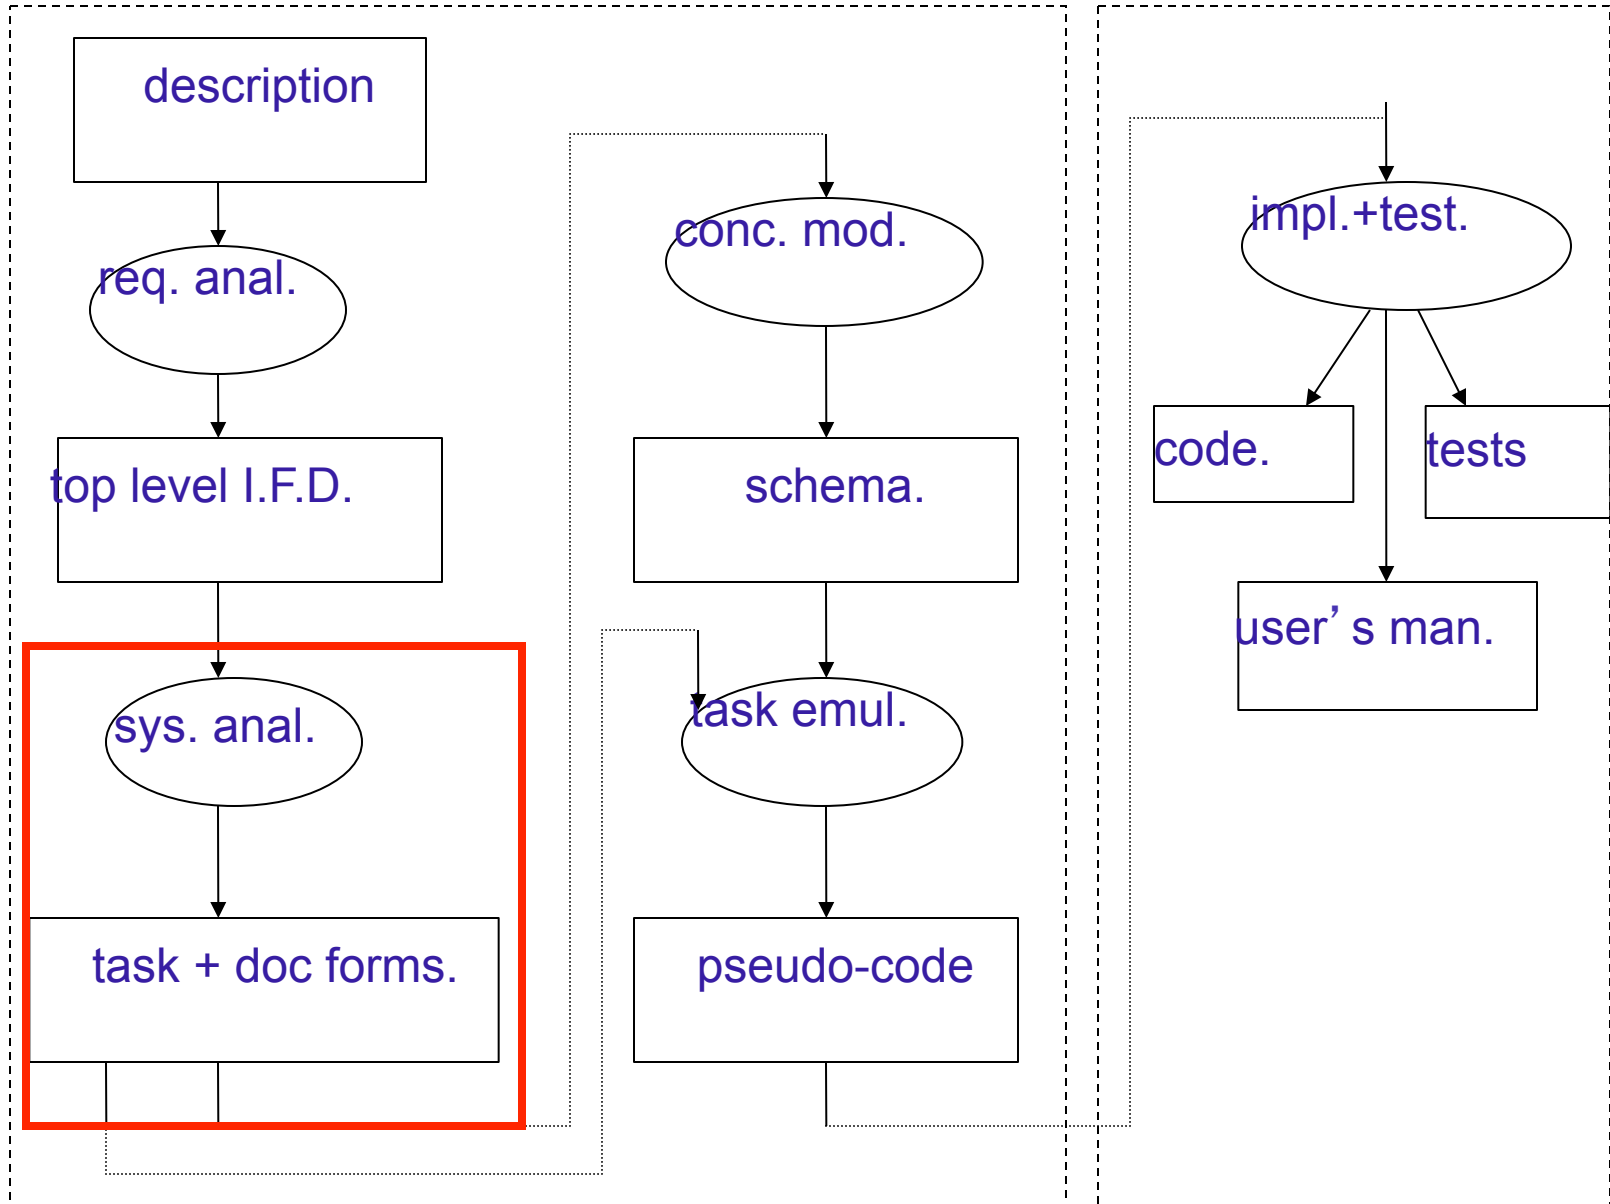 description
req. anal.
top level I.F.D.
sys. anal.
task + doc forms.
conc. mod.
schema.
task emul.
pseudo-code
impl.+test.
code.
tests
user’s man.